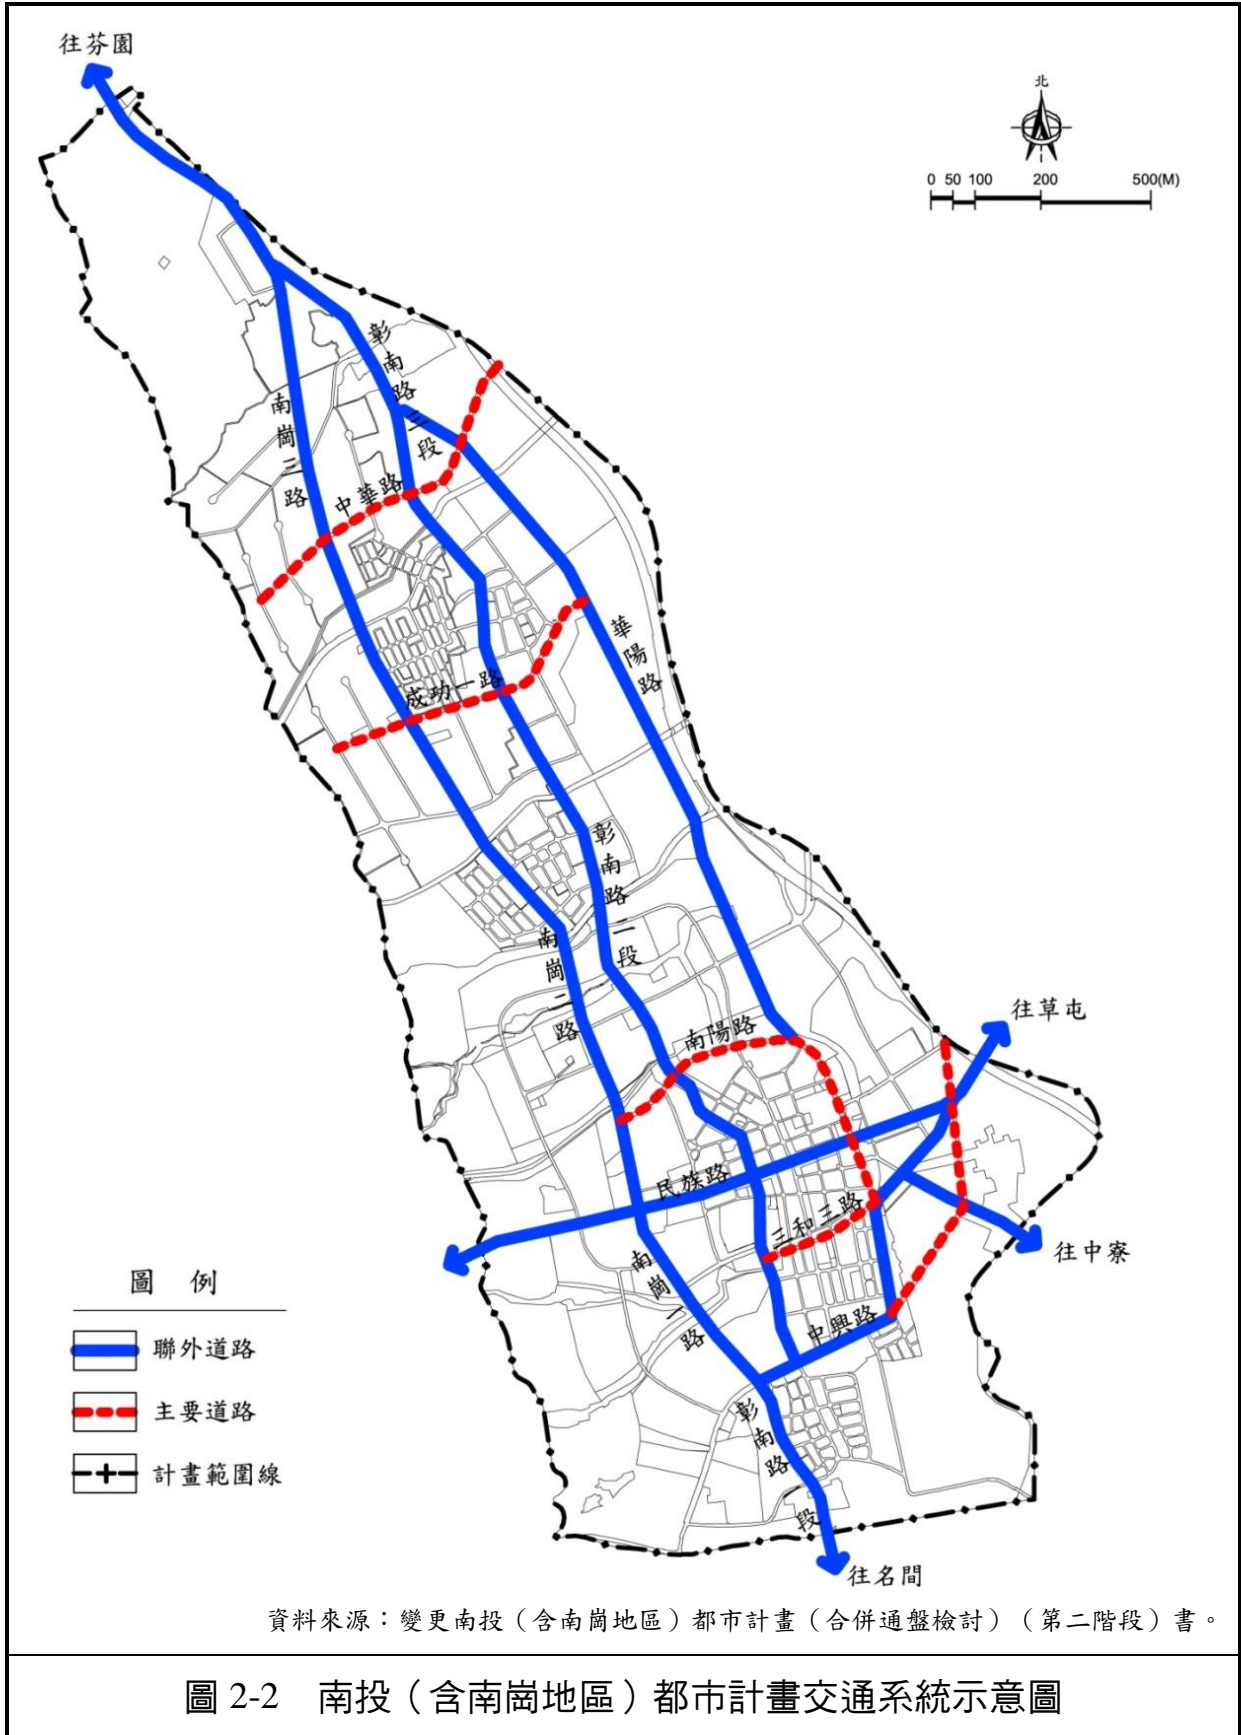 往芬園
北
0 50 100 200 500(M)
彰南路三段
南崗三路
中華路
華陽路
成功一路
彰南路二段
南崗二路
南陽路
往草屯
民族路
三和三路
往中寮
南崗一路
中興路
彰南路一段
往名間
圖 例
聯外道路
主要道路
計畫範圍線
資料來源：變更南投（含南崗地區）都市計畫（合併通盤檢討）（第二階段）書。
圖 2-2 南投（含南崗地區）都市計畫交通系統示意圖